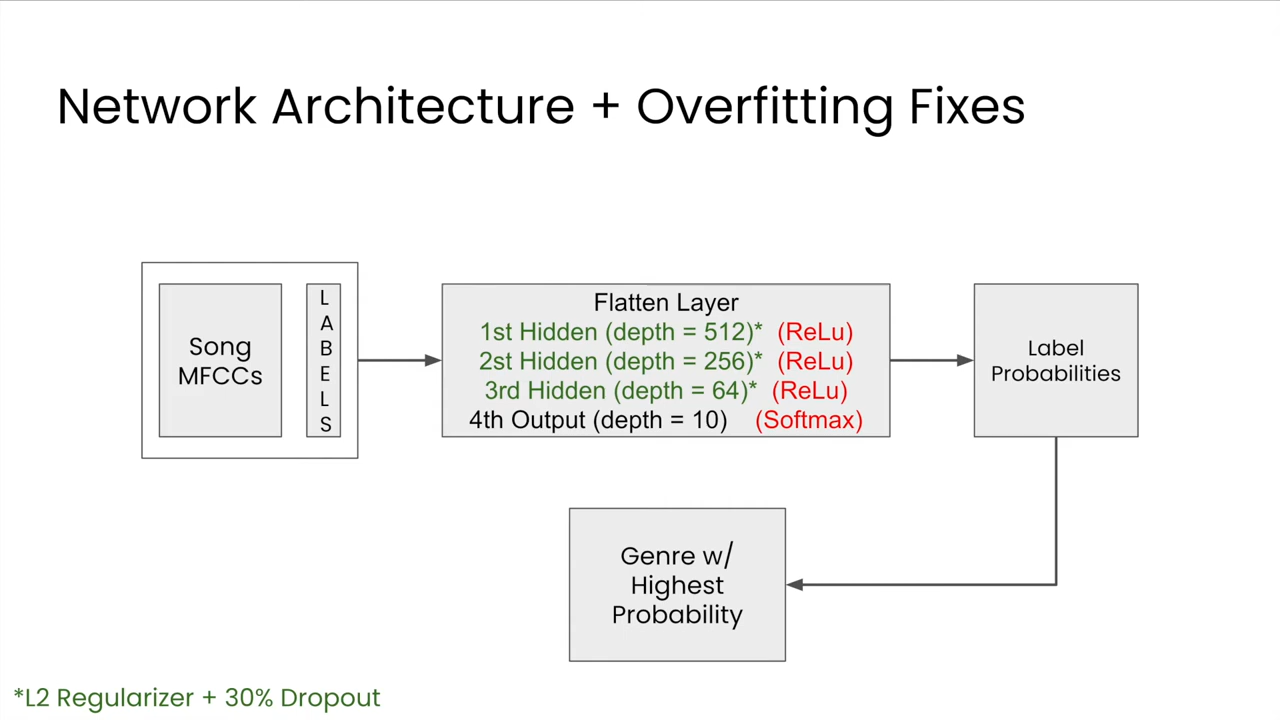 Network Architecture + Overfitting Fixes
Song
MFCCs
L
A
B
E
L
S
Flatten Layer
1st Hidden (depth = 512)* (ReLu)
2st Hidden (depth = 256)* (ReLu)
3rd Hidden (depth = 64)* (ReLu)
4th Output (depth = 10) (Softmax)
Label
Probabilities
Genre w/
Highest
Probability
*L2 Regularizer + 30% Dropout